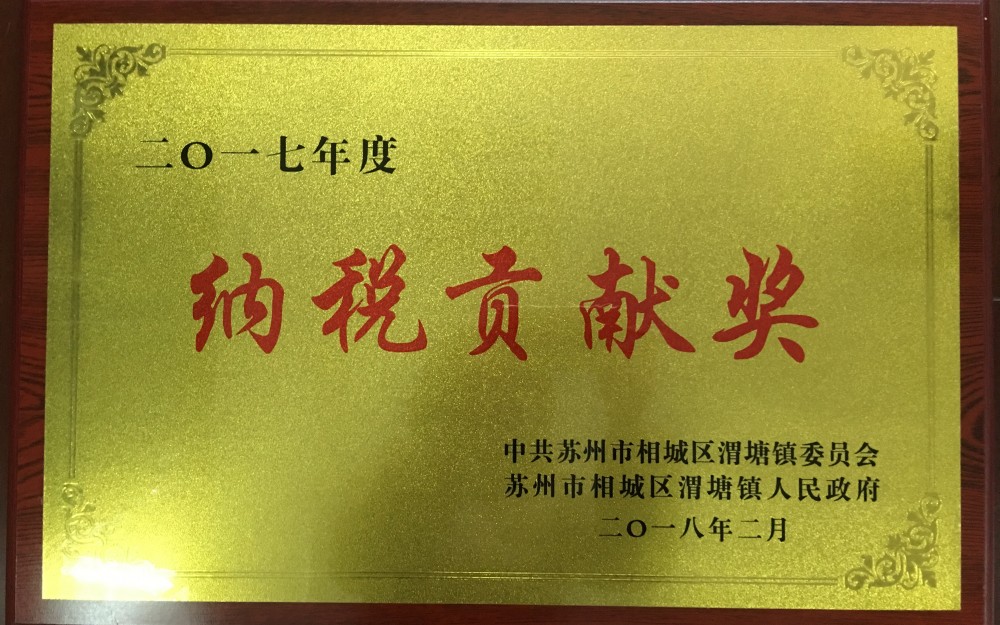 二〇一七年度
纳税贡献奖
中共苏州市相城区渭塘镇委员会
苏州市相城区渭塘镇人民政府
二〇一八年二月